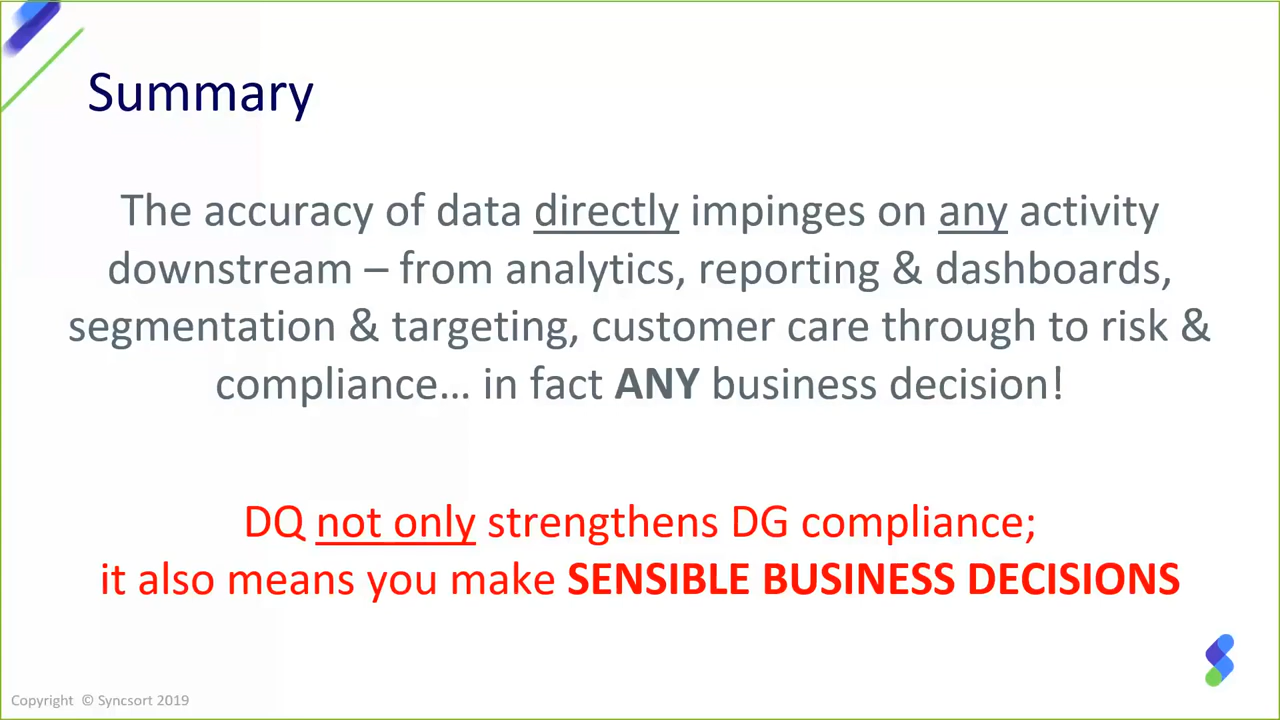 Summary
The accuracy of data directly impinges on any activity
downstream – from analytics, reporting & dashboards,
segmentation & targeting, customer care through to risk &
compliance… in fact ANY business decision!
DQ not only strengthens DG compliance;
it also means you make SENSIBLE BUSINESS DECISIONS
Copyright © Syncsort 2019